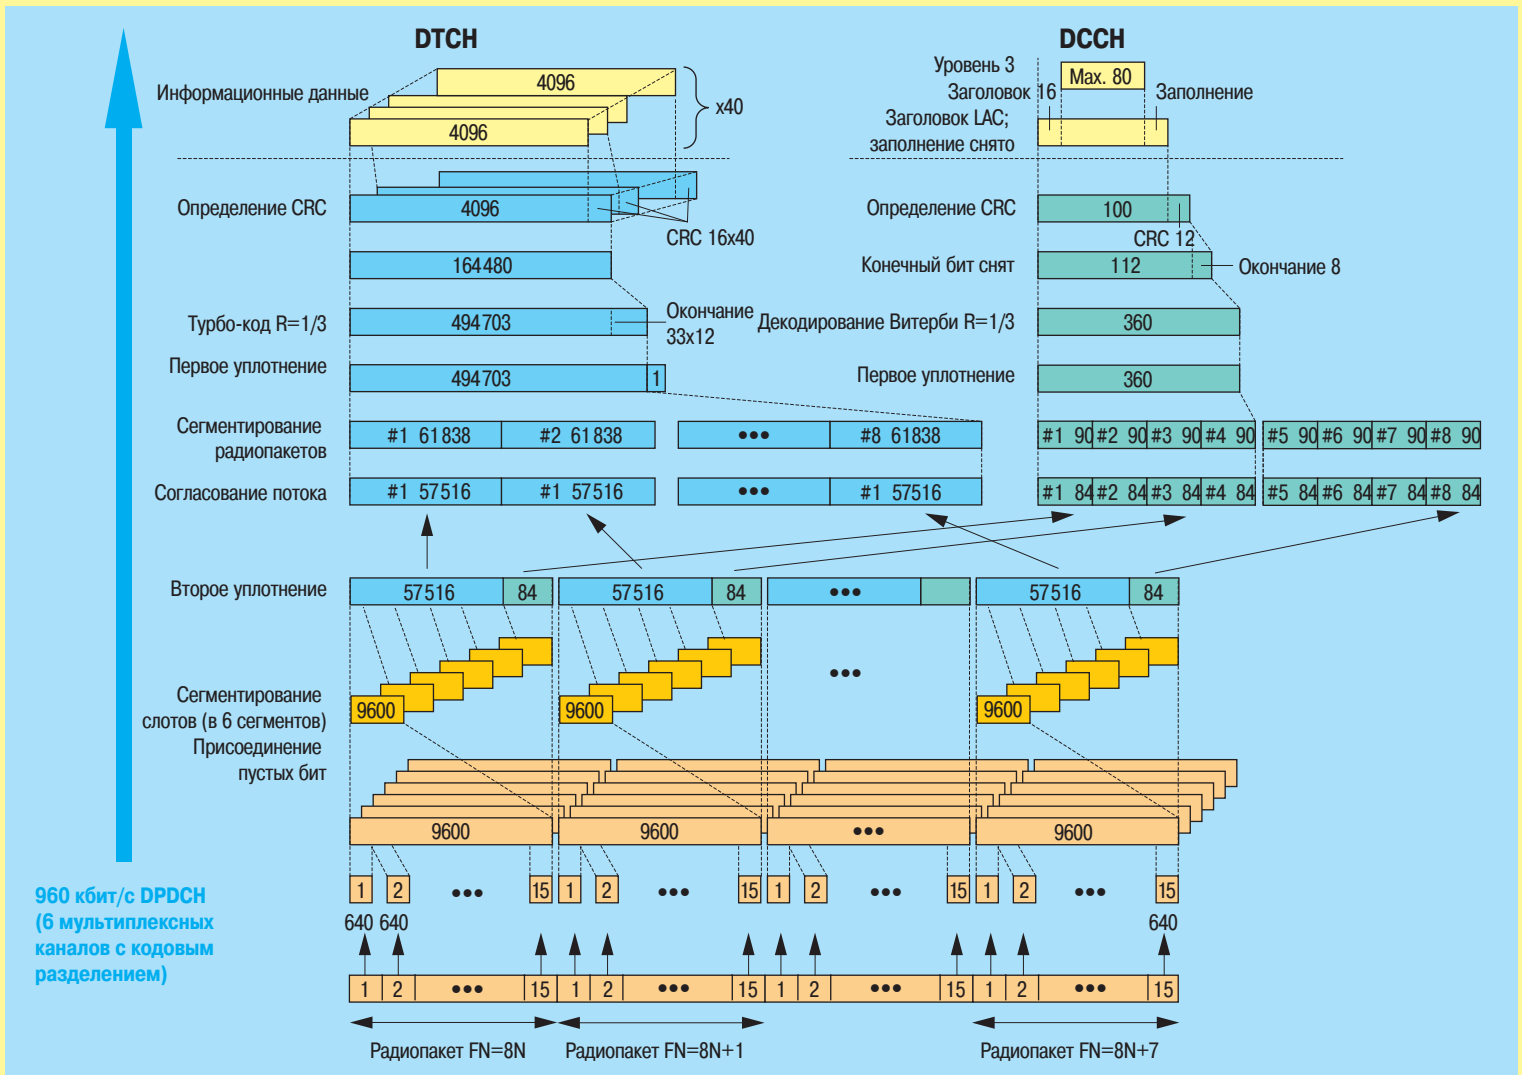 DTCH
DCCH
Информационные данные
4096
4096
x40
Уровень 3
Заголовок 16
Max. 80
Заполнение
Заголовок LAC;
заполнение снято
Определение CRC
4096
CRC 16x40
Определение CRC
100
CRC 12
164480
Конечный бит снят
112
Окончание 8
Турбо-код R=1/3
494703
Окончание
33x12
Декодирование Витерби R=1/3
360
Первое уплотнение
494703 1
Первое уплотнение
360
Сегментирование
радиопакетов
#1 61838 #2 61838 ••• #8 61838
#1 90 #2 90 #3 90 #4 90 #5 90 #6 90 #7 90 #8 90
Согласование потока
#1 57516 #1 57516 ••• #1 57516
#1 84 #2 84 #3 84 #4 84 #5 84 #6 84 #7 84 #8 84
Второе уплотнение
57516 84 57516 84 ••• 57516 84
Сегментирование
слотов (в 6 сегментов)
9600 9600 ••• 9600
Присоединение
пустых бит
9600 9600 ••• 9600
1 2 ••• 15 1 2 ••• 15 1 2 ••• 15 1 2 ••• 15
640 640 640
960 кбит/с DPDCH
(6 мультиплексных
каналов с кодовым
разделением)
1 2 ••• 15 1 2 ••• 15 1 2 ••• 15 1 2 ••• 15
Радиопакет FN=8N
Радиопакет FN=8N+1
Радиопакет FN=8N+7